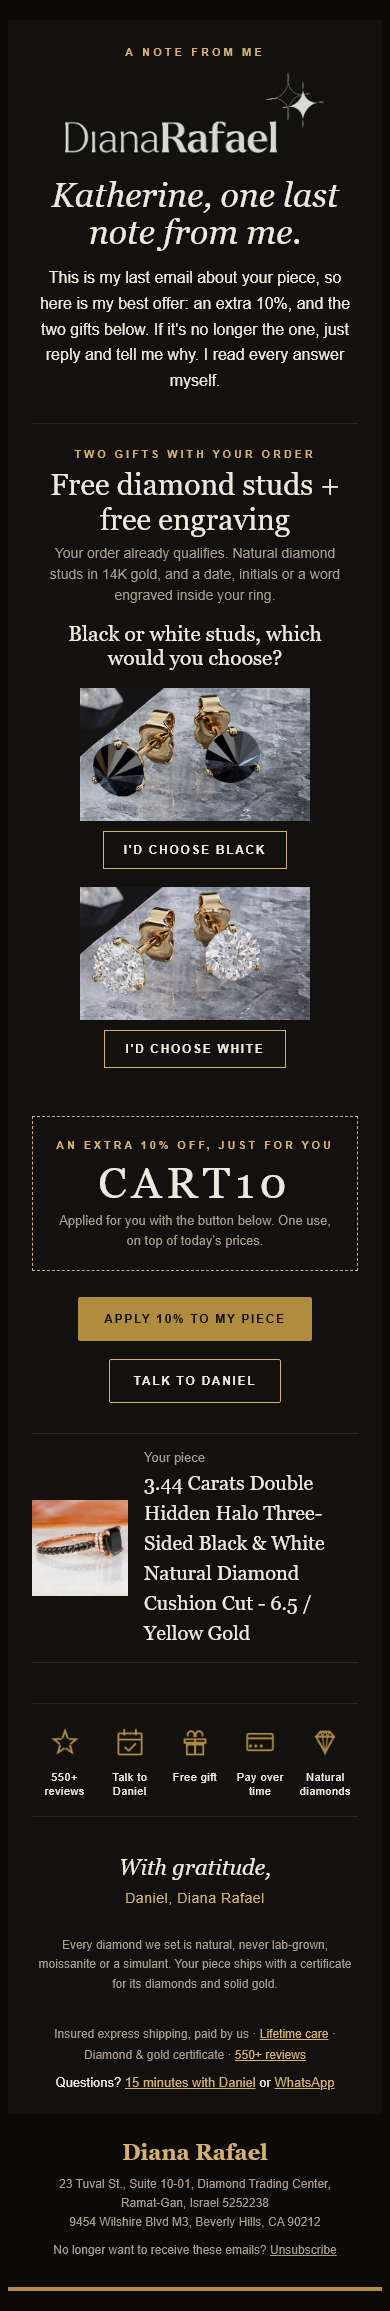 A NOTE FROM ME
DianaRafael
Katherine, one last
note from me.
This is my last email about your piece, so
here is my best offer: an extra 10%, and the
two gifts below. If it's no longer the one, just
reply and tell me why. I read every answer
myself.
TWO GIFTS WITH YOUR ORDER
Free diamond studs +
free engraving
Your order already qualifies. Natural diamond
studs in 14K gold, and a date, initials or a word
engraved inside your ring.
Black or white studs, which
would you choose?
I'D CHOOSE BLACK
I'D CHOOSE WHITE
AN EXTRA 10% OFF, JUST FOR YOU
CART10
Applied for you with the button below. One use,
on top of today's prices.
APPLY 10% TO MY PIECE
TALK TO DANIEL
Your piece
3.44 Carats Double
Hidden Halo Three-
Sided Black & White
Natural Diamond
Cushion Cut - 6.5 /
Yellow Gold
550+
reviews
Talk to
Daniel
Free gift
Pay over
time
Natural
diamonds
With gratitude,
Daniel, Diana Rafael
Every diamond we set is natural, never lab-grown,
moissanite or a simulant. Your piece ships with a certificate
for its diamonds and solid gold.
Insured express shipping, paid by us · Lifetime care ·
Diamond & gold certificate · 550+ reviews
Questions? 15 minutes with Daniel or WhatsApp
Diana Rafael
23 Tuval St., Suite 10-01, Diamond Trading Center,
Ramat-Gan, Israel 5252238
9454 Wilshire Blvd M3, Beverly Hills, CA 90212
No longer want to receive these emails? Unsubscribe